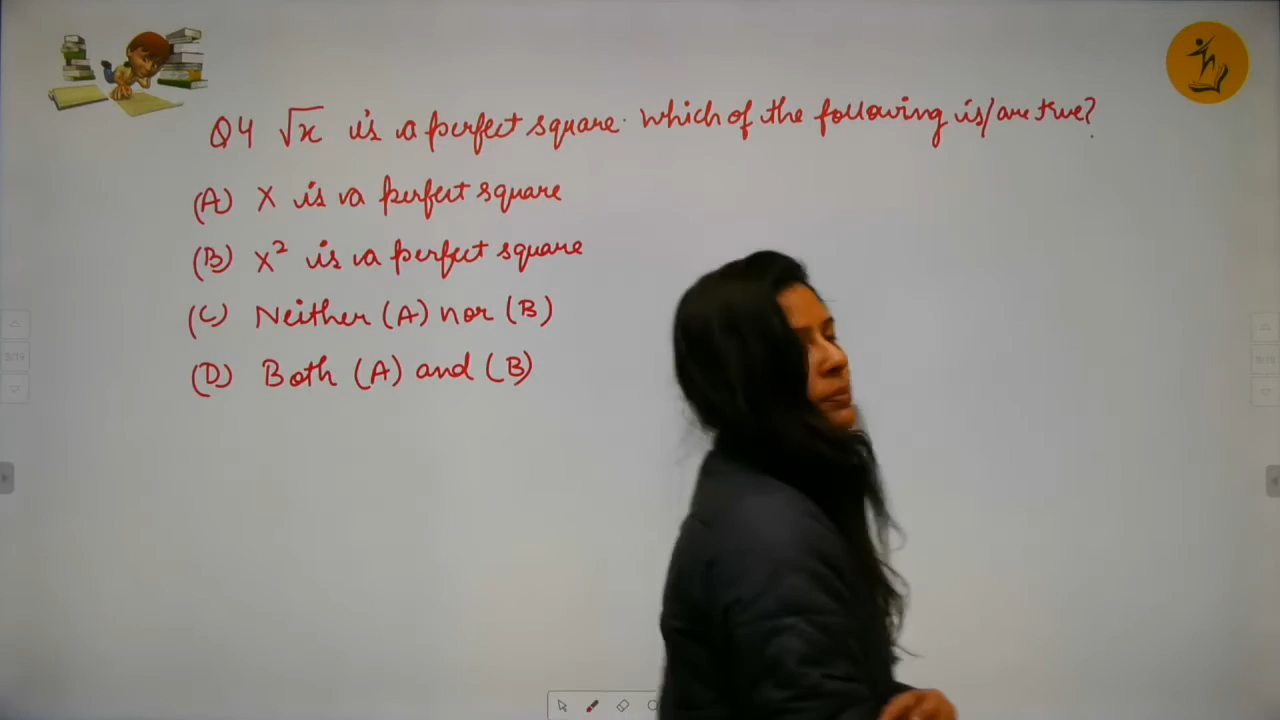 Q4 √x is a perfect square. which of the following is/are true?
(A) X is a perfect square
(B) X² is a perfect square
(C) Neither (A) nor (B)
(D) Both (A) and (B)